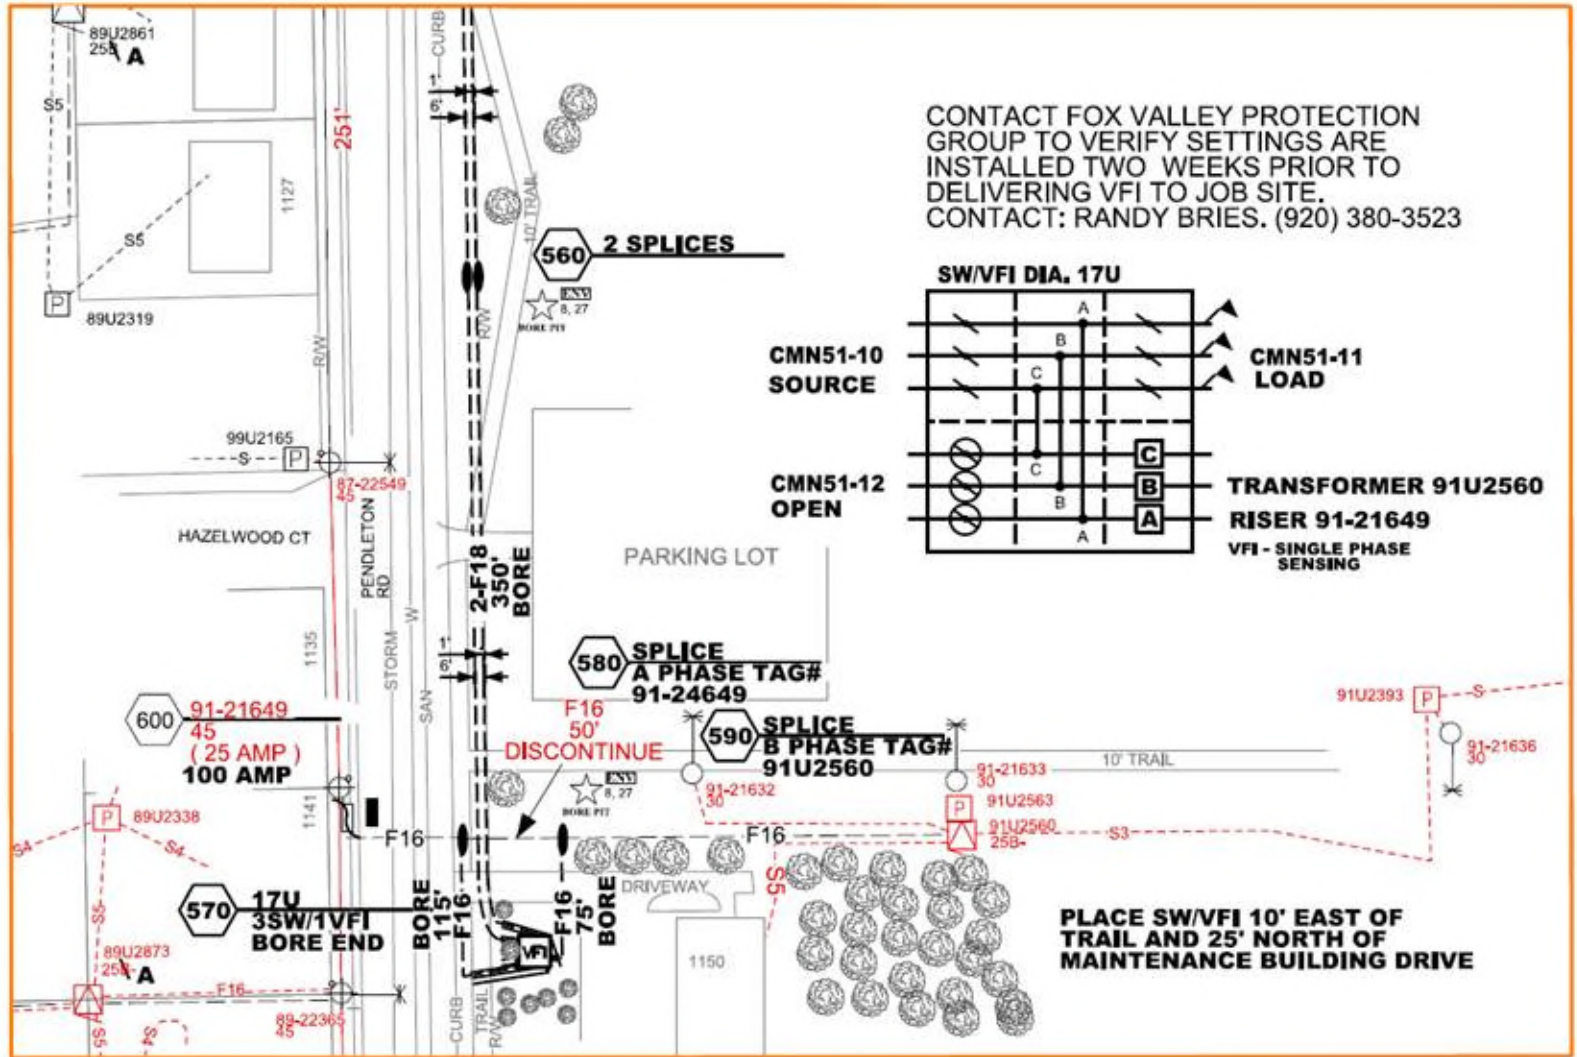 89U2861
25B
A
S5
CURB
1'
6'
251'
1127
S5
10' TRAIL
560
2 SPLICES
ENV
8, 27
BORE PIT
P
89U2319
R/W
R/W
CONTACT FOX VALLEY PROTECTION
GROUP TO VERIFY SETTINGS ARE
INSTALLED TWO WEEKS PRIOR TO
DELIVERING VFI TO JOB SITE.
CONTACT: RANDY BRIES. (920) 380-3523
SW/VFI DIA. 17U
A
B
C
CMN51-10
SOURCE
CMN51-11
LOAD
C
B
A
C
B
A
CMN51-12
OPEN
TRANSFORMER 91U2560
RISER 91-21649
VFI - SINGLE PHASE
SENSING
99U2165
S
P
87-22549
45
HAZELWOOD CT
PENDLETON
RD
PARKING LOT
2-F18
350'
BORE
1135
STORM
W
SAN
1'
6'
580
SPLICE
A PHASE TAG#
91-24649
600
91-21649
45
( 25 AMP )
100 AMP
F16
50'
DISCONTINUE
590
SPLICE
B PHASE TAG#
91U2560
91U2393
P
S
91-21636
30
10' TRAIL
91-21632
30
91-21633
30
P
91U2563
91U2560
25B-
S3
ENV
8, 27
BORE PIT
1141
P
89U2338
S4
S4
F16
F16
S5
DRIVEWAY
570
17U
3SW/1VFI
BORE END
BORE
115'
F16
F16
75'
BORE
VFI
1150
PLACE SW/VFI 10' EAST OF
TRAIL AND 25' NORTH OF
MAINTENANCE BUILDING DRIVE
S5
89U2873
25B-
A
F16
89-22365
45
S5
S4
CURB
TRAIL
R/W